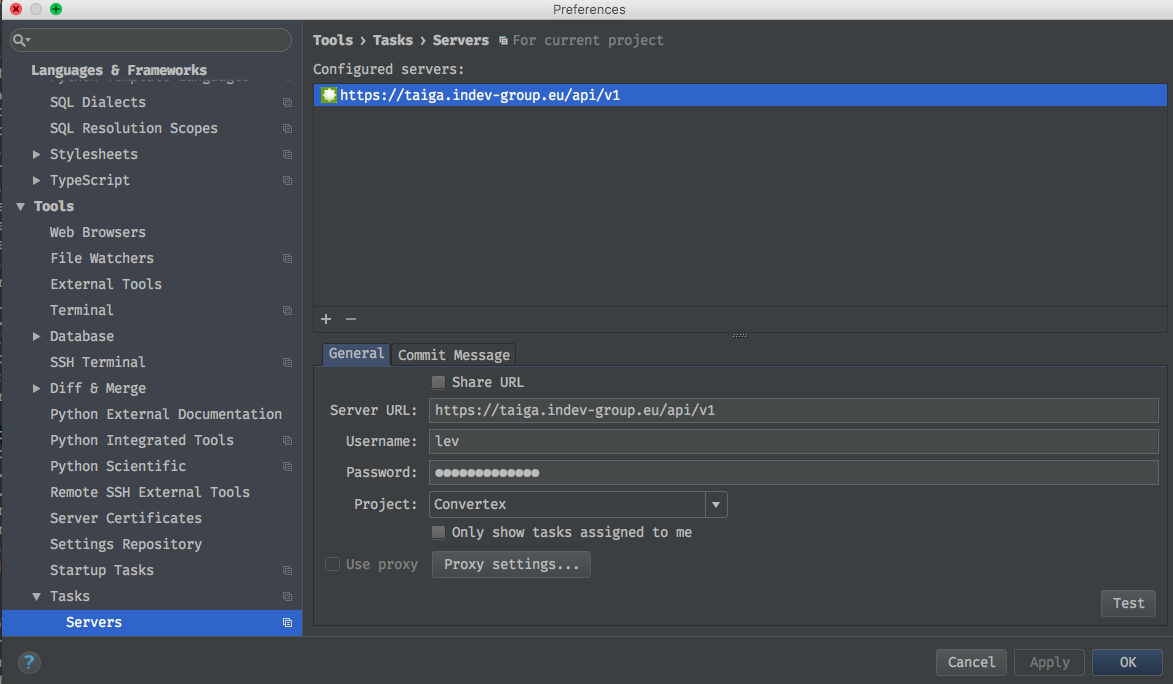 Preferences
Tools › Tasks › Servers For current project
Languages & Frameworks
Python Template Languages
SQL Dialects
SQL Resolution Scopes
Stylesheets
TypeScript
Tools
Web Browsers
File Watchers
External Tools
Terminal
Database
SSH Terminal
Diff & Merge
Python External Documentation
Python Integrated Tools
Python Scientific
Remote SSH External Tools
Server Certificates
Settings Repository
Startup Tasks
Tasks
Servers
?
Configured servers:
https://taiga.indev-group.eu/api/v1
+ −
General Commit Message
Share URL
Server URL: https://taiga.indev-group.eu/api/v1
Username: lev
Password: ●●●●●●●●●●●●●
Project: Convertex
Only show tasks assigned to me
Use proxy Proxy settings...
Test
Cancel Apply OK